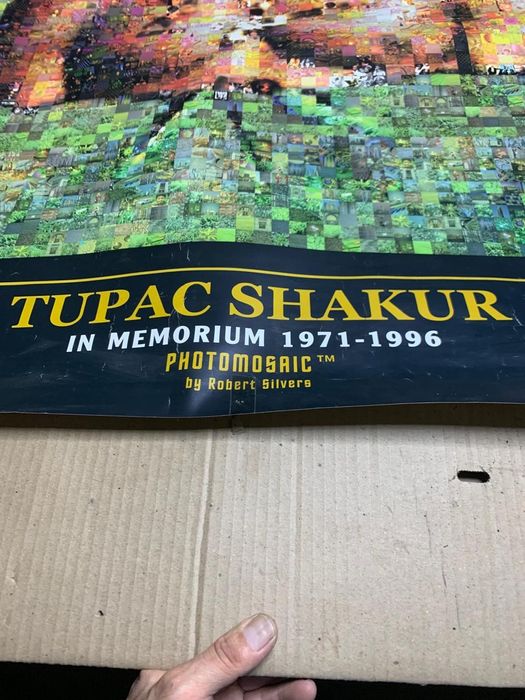 TUPAC SHAKUR
IN MEMORIUM 1971-1996
PHOTOMOSAIC™
by Robert Silvers